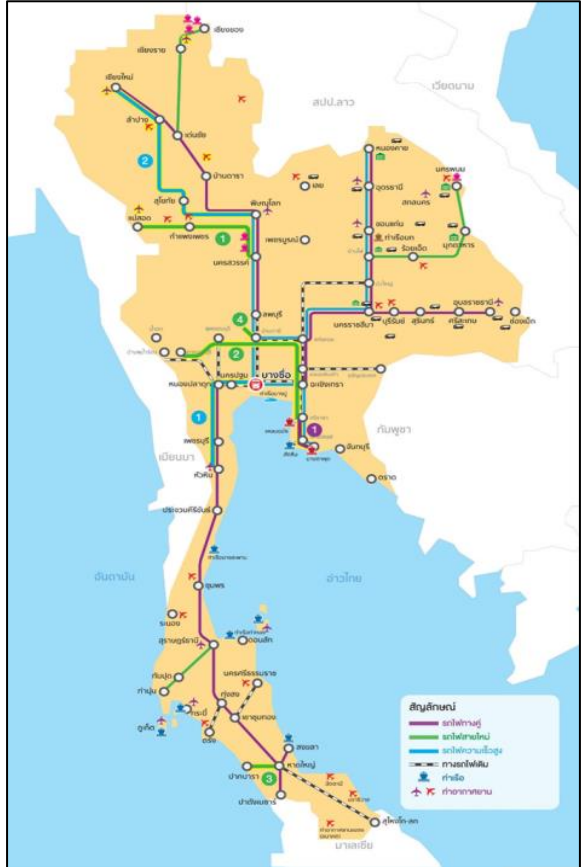 เชียงของ
เชียงราย
เวียดนาม
เชียงใหม่
สปป.ลาว
ลำปาง
เด่นชัย
หนองคาย
2
บ้านดารา
เลย
อุดรธานี
นครพนม
สกลนคร
สุโขทัย
พิษณุโลก
ขอนแก่น
แม่สอด
กำแพงเพชร
1
เพชรบูรณ์
ท่าเรือบก
ร้อยเอ็ด
มุกดาหาร
นครสวรรค์
ลพบุรี
4
นครราชสีมา
บุรีรัมย์
สุรินทร์
ศรีสะเกษ
อุบลราชธานี
ช่องเม็ก
2
หนองปลาดุก
นครปฐม
บางซื่อ
ฉะเชิงเทรา
1
1
กัมพูชา
เพชรบุรี
จันทบุรี
เมียนมา
หัวหิน
ตราด
ประจวบคีรีขันธ์
อันดามัน
อ่าวไทย
ชุมพร
ระนอง
สุราษฎร์ธานี
ดอนสัก
ทับปุด
นครศรีธรรมราช
ท่านุ่น
ทุ่งสง
ภูเก็ต
กระบี่
เขาชุมทอง
ตรัง
สงขลา
หาดใหญ่
ปากบารา
3
ปาดังเบซาร์
สุไหงโก-ลก
มาเลเซีย
สัญลักษณ์
รถไฟทางคู่
รถไฟสายใหม่
รถไฟความเร็วสูง
ทางรถไฟเดิม
ท่าเรือ
ท่าอากาศยาน